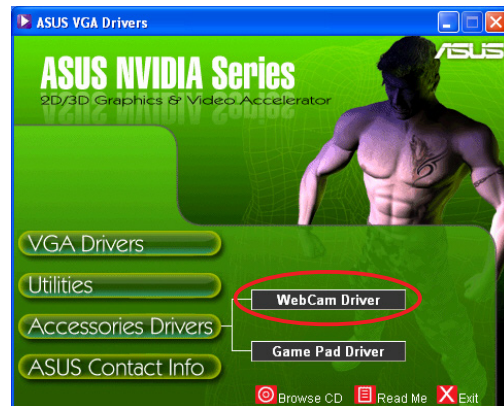 ASUS VGA Drivers
ASUS
ASUS NVIDIA Series
2D/3D Graphics & Video Accelerator
VGA Drivers
Utilities
WebCam Driver
Accessories Drivers
Game Pad Driver
ASUS Contact Info
Browse CD Read Me Exit